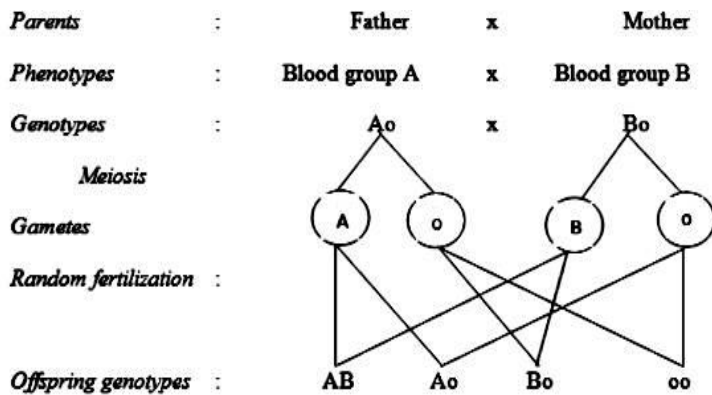 Parents : Father x Mother
Phenotypes : Blood group A x Blood group B
Genotypes : Ao x Bo
Meiosis
Gametes A o B o
Random fertilization :
Offspring genotypes : AB Ao Bo oo